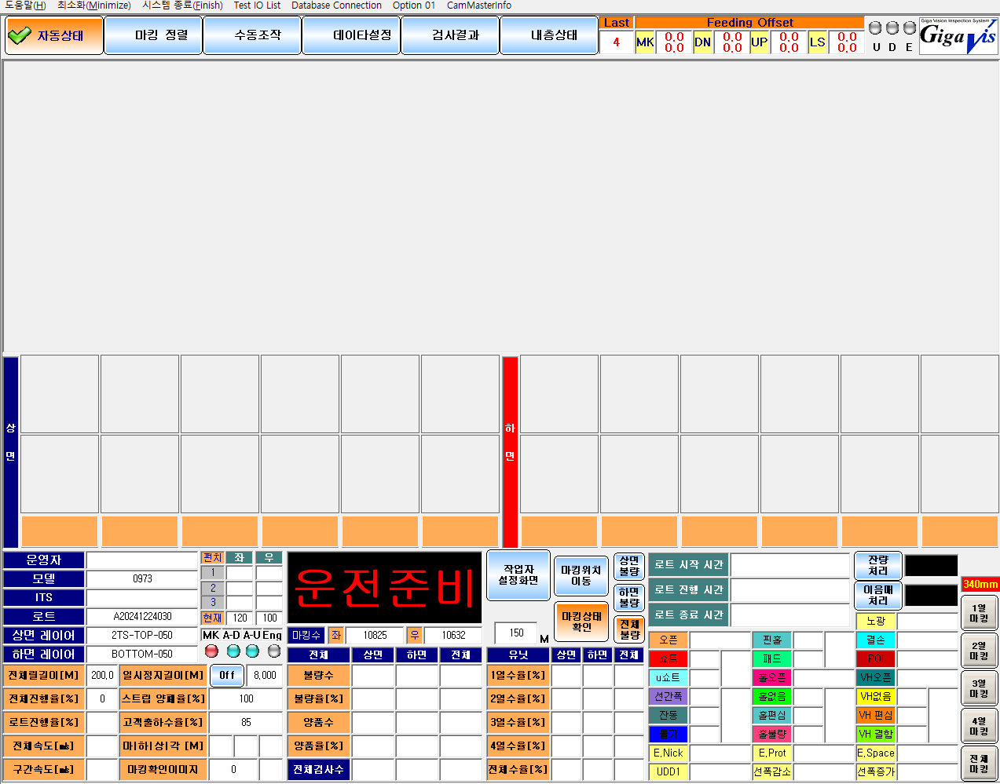 도움말(H) 최소화(Minimize) 시스템 종료(Finish) Test IO List Database Connection Option 01 CamMasterInfo
자동상태 마킹 정렬 수동조작 데이타설정 검사결과 내층상태
Last Feeding Offset
4 MK 0.0 0.0 DN 0.0 0.0 UP 0.0 0.0 LS 0.0 0.0
U D E
Giga Vision Inspection System
GigaVis
상면
하면
운영자
모델 0973
ITS
로트 A20241224030
상면 레이어 2TS-TOP-050
하면 레이어 BOTTOM-050
펀치 좌 우
1
2
3
현재 120 100
MK A-D A-U Eng
전체릴길이[M] 200,0 일시정지길이[M] Off 8,000
전체진행율[%] 0 스트립 양폐율[%] 100
로트진행율[%] 고객출하수율[%] 85
전체속도[㎧] 마|하|상|각 [M]
구간속도[㎧] 마킹확인이미지 0
운전준비
마킹수 좌 10825 우 10632
전체 상면 하면 전체
불량수
불량율[%]
양품수
양품율[%]
전체검사수
작업자
설정화면
마킹위치
이동
마킹상태
확인
상면
불량
하면
불량
전체
불량
150 M
유닛 상면 하면 전체
1열수율[%]
2열수율[%]
3열수율[%]
4열수율[%]
전체수율[%]
로트 시작 시간
로트 진행 시간
로트 종료 시간
잔량
처리
이음매
처리
노광
오픈 핀홀 결손
쇼트 패드 POI
u쇼트 홀오픈 VH오픈
선간폭 홀없음 VH없음
잔동 홀편심 VH 편심
돌기 홀불량 VH 결함
E.Nick E.Prot E.Space
UDD1 선폭감소 선폭증가
340mm
1열
마킹
2열
마킹
3열
마킹
4열
마킹
전체
마킹